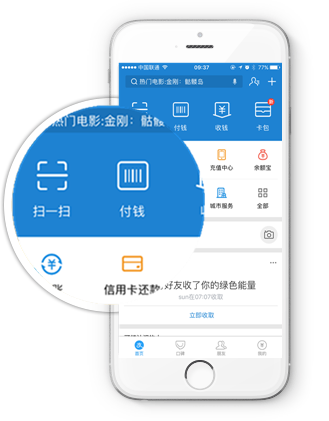 中国联通
09:37
77%
热门电影:金刚：骷髅岛
付钱
收钱
卡包
热门电影:金刚：骷髅
扫一扫
付钱
充值中心
余额宝
城市服务
全部
账
信用卡还款
好友收了你的绿色能量
sun在07:07收取
立即收取
首页
口碑
朋友
我的